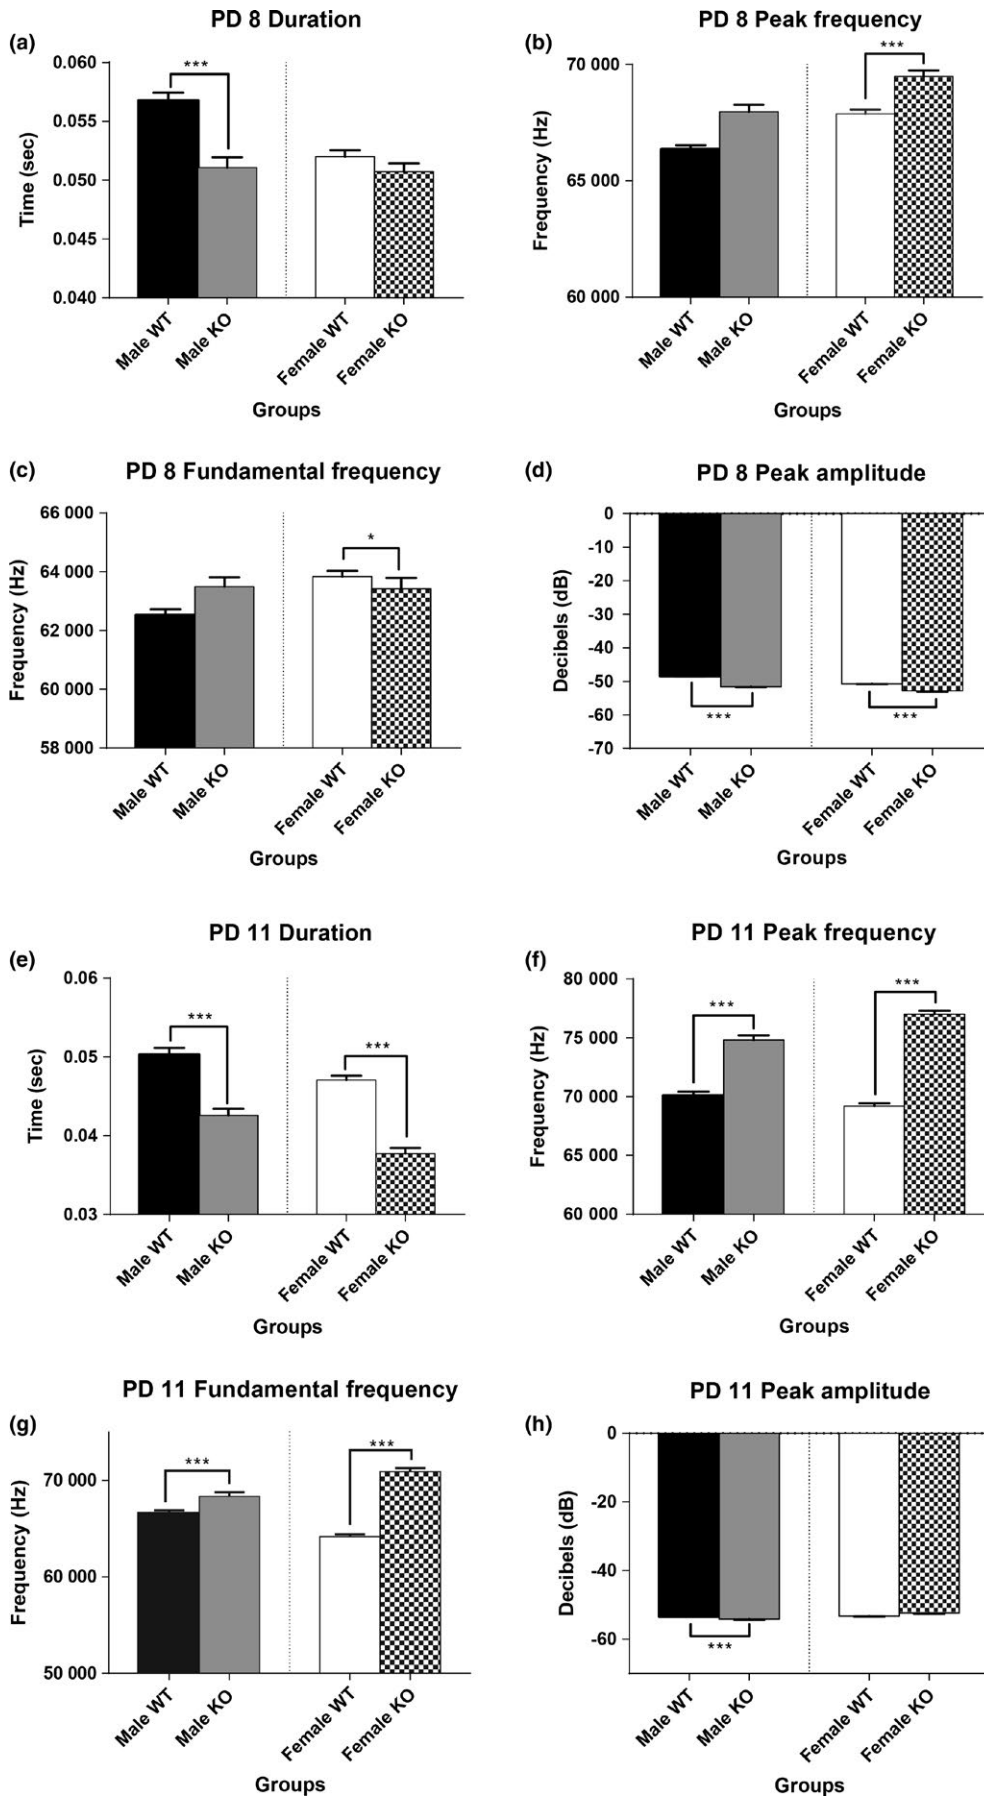 PD 8 Duration
(a)
0.060
0.055
0.050
0.045
0.040
Time (sec)
***
Male WT
Male KO
Female WT
Female KO
Groups
PD 8 Peak frequency
(b)
70 000
65 000
60 000
Frequency (Hz)
***
Male WT
Male KO
Female WT
Female KO
Groups
PD 8 Fundamental frequency
(c)
66 000
64 000
62 000
60 000
58 000
Frequency (Hz)
*
Male WT
Male KO
Female WT
Female KO
Groups
PD 8 Peak amplitude
(d)
0
-10
-20
-30
-40
-50
-60
-70
Decibels (dB)
***
***
Male WT
Male KO
Female WT
Female KO
Groups
PD 11 Duration
(e)
0.06
0.05
0.04
0.03
Time (sec)
***
***
Male WT
Male KO
Female WT
Female KO
Groups
PD 11 Peak frequency
(f)
80 000
75 000
70 000
65 000
60 000
Frequency (Hz)
***
***
Male WT
Male KO
Female WT
Female KO
Groups
PD 11 Fundamental frequency
(g)
70 000
60 000
50 000
Frequency (Hz)
***
***
Male WT
Male KO
Female WT
Female KO
Groups
PD 11 Peak amplitude
(h)
0
-20
-40
-60
Decibels (dB)
***
Male WT
Male KO
Female WT
Female KO
Groups